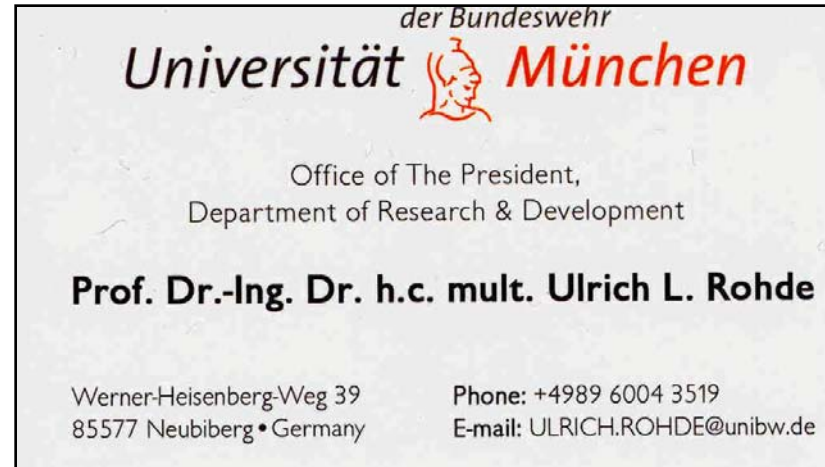 der Bundeswehr
Universität München
Office of The President,
Department of Research & Development
Prof. Dr.-Ing. Dr. h.c. mult. Ulrich L. Rohde
Werner-Heisenberg-Weg 39
85577 Neubiberg • Germany
Phone: +4989 6004 3519
E-mail: ULRICH.ROHDE@unibw.de